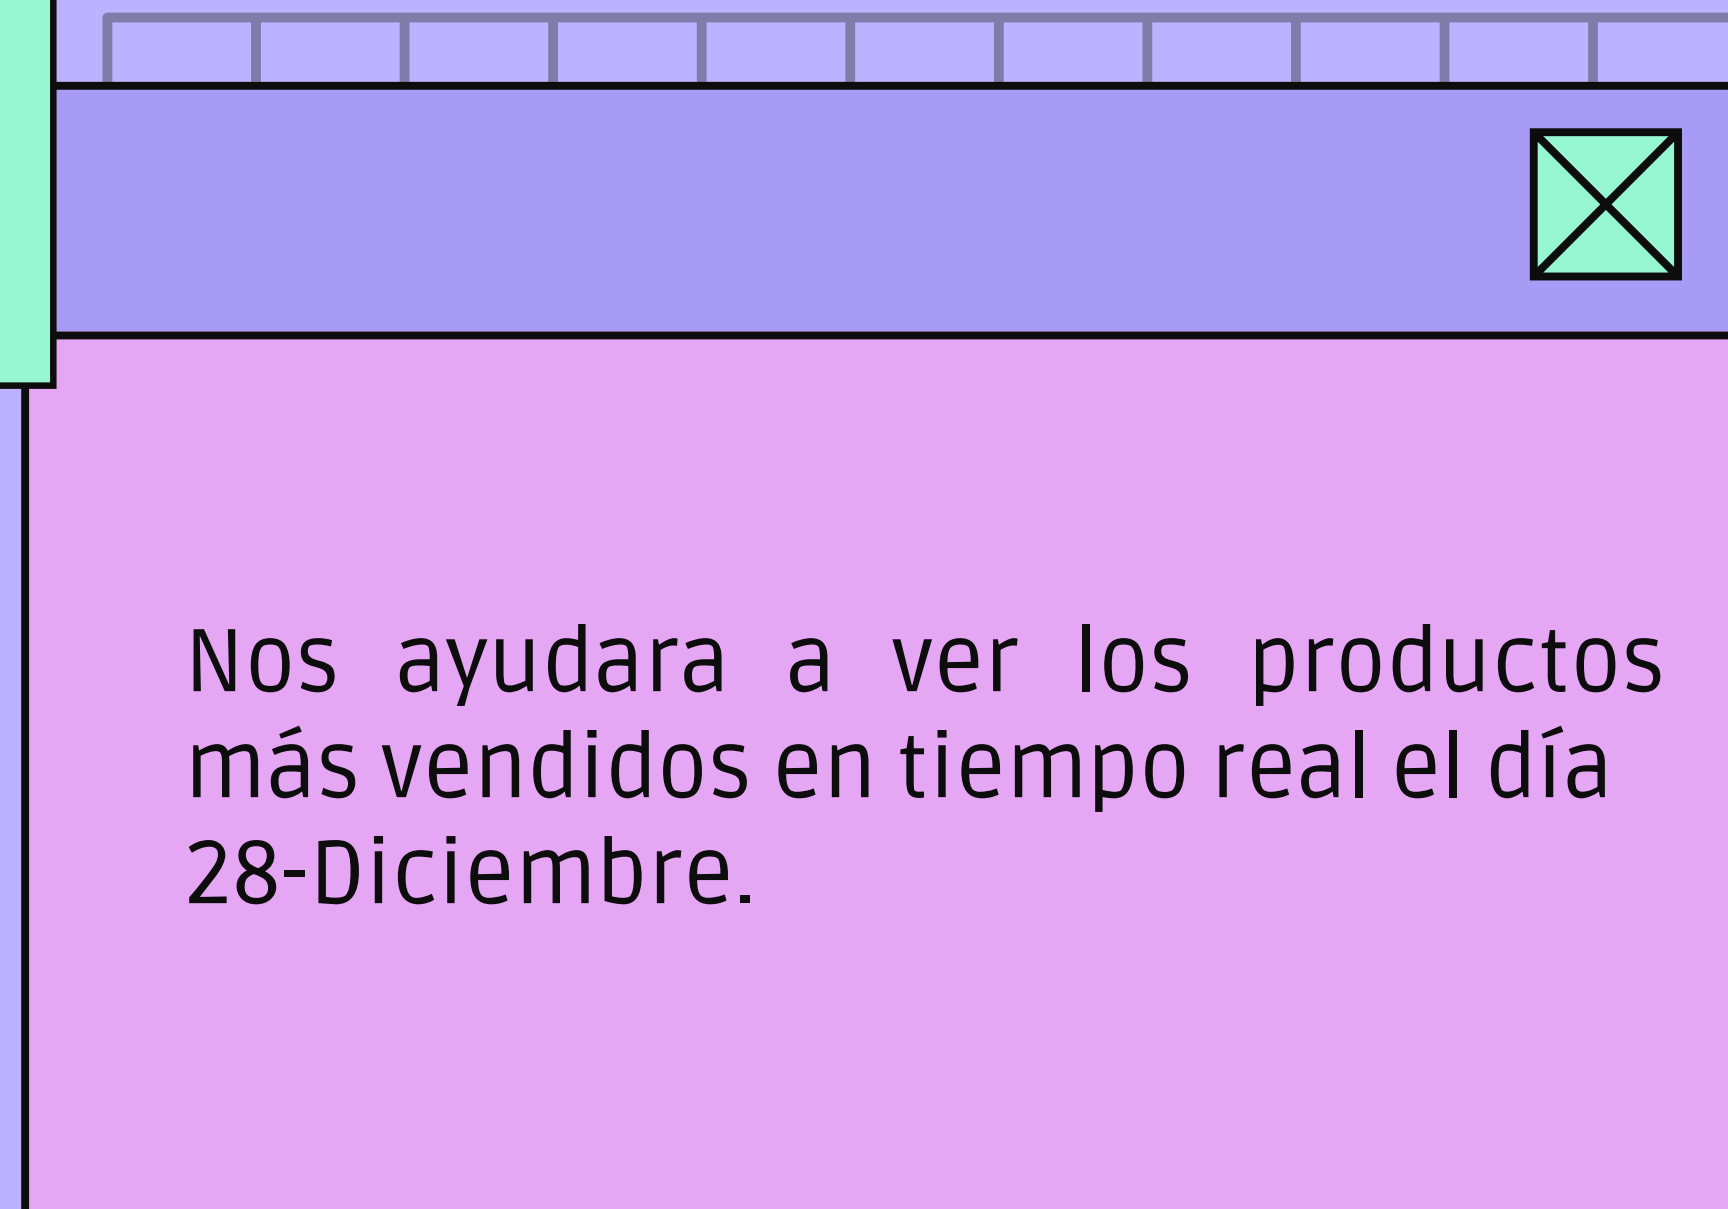 Nos ayudara a ver los productos
más vendidos en tiempo real el día
28-Diciembre.